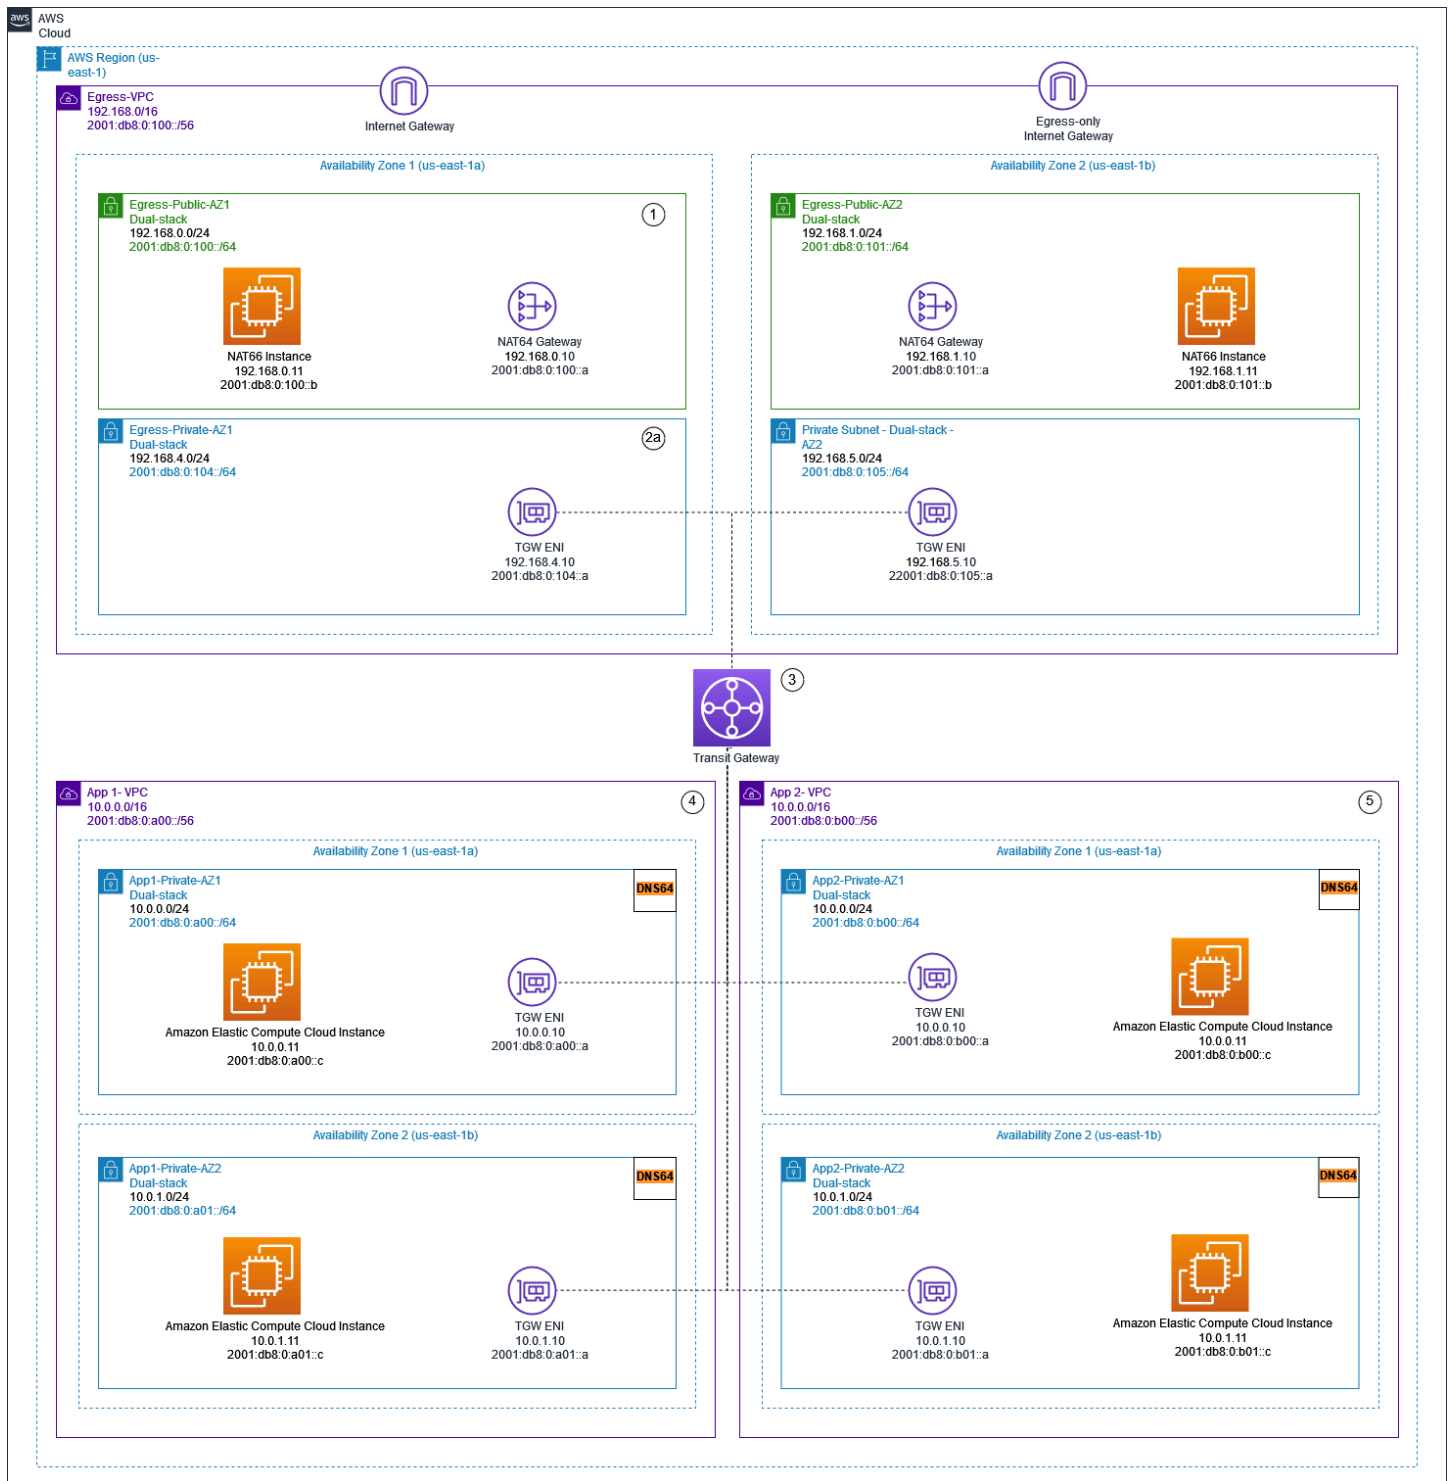 aws
AWS
Cloud
AWS Region (us-
east-1)
Egress-VPC
192.168.0/16
2001:db8:0:100::/56
Internet Gateway
Egress-only
Internet Gateway
Availability Zone 1 (us-east-1a)
Egress-Public-AZ1
Dual-stack
192.168.0.0/24
2001:db8:0:100::/64
1
NAT66 Instance
192.168.0.11
2001:db8:0:100::b
NAT64 Gateway
192.168.0.10
2001:db8:0:100::a
Egress-Private-AZ1
Dual-stack
192.168.4.0/24
2001:db8:0:104::/64
2a
TGW ENI
192.168.4.10
2001:db8:0:104::a
Availability Zone 2 (us-east-1b)
Egress-Public-AZ2
Dual-stack
192.168.1.0/24
2001:db8:0:101::/64
NAT64 Gateway
192.168.1.10
2001:db8:0:101::a
NAT66 Instance
192.168.1.11
2001:db8:0:101::b
Private Subnet - Dual-stack -
AZ2
192.168.5.0/24
2001:db8:0:105::/64
TGW ENI
192.168.5.10
22001:db8:0:105::a
3
Transit Gateway
App 1- VPC
10.0.0.0/16
2001:db8:0:a00::/56
4
Availability Zone 1 (us-east-1a)
App1-Private-AZ1
Dual-stack
10.0.0.0/24
2001:db8:0:a00::/64
DNS64
Amazon Elastic Compute Cloud Instance
10.0.0.11
2001:db8:0:a00::c
TGW ENI
10.0.0.10
2001:db8:0:a00::a
Availability Zone 2 (us-east-1b)
App1-Private-AZ2
Dual-stack
10.0.1.0/24
2001:db8:0:a01::/64
DNS64
Amazon Elastic Compute Cloud Instance
10.0.1.11
2001:db8:0:a01::c
TGW ENI
10.0.1.10
2001:db8:0:a01::a
App 2- VPC
10.0.0.0/16
2001:db8:0:b00::/56
5
Availability Zone 1 (us-east-1a)
App2-Private-AZ1
Dual-stack
10.0.0.0/24
2001:db8:0:b00::/64
DNS64
TGW ENI
10.0.0.10
2001:db8:0:b00::a
Amazon Elastic Compute Cloud Instance
10.0.0.11
2001:db8:0:b00::c
Availability Zone 2 (us-east-1b)
App2-Private-AZ2
Dual-stack
10.0.1.0/24
2001:db8:0:b01::/64
DNS64
TGW ENI
10.0.1.10
2001:db8:0:b01::a
Amazon Elastic Compute Cloud Instance
10.0.1.11
2001:db8:0:b01::c